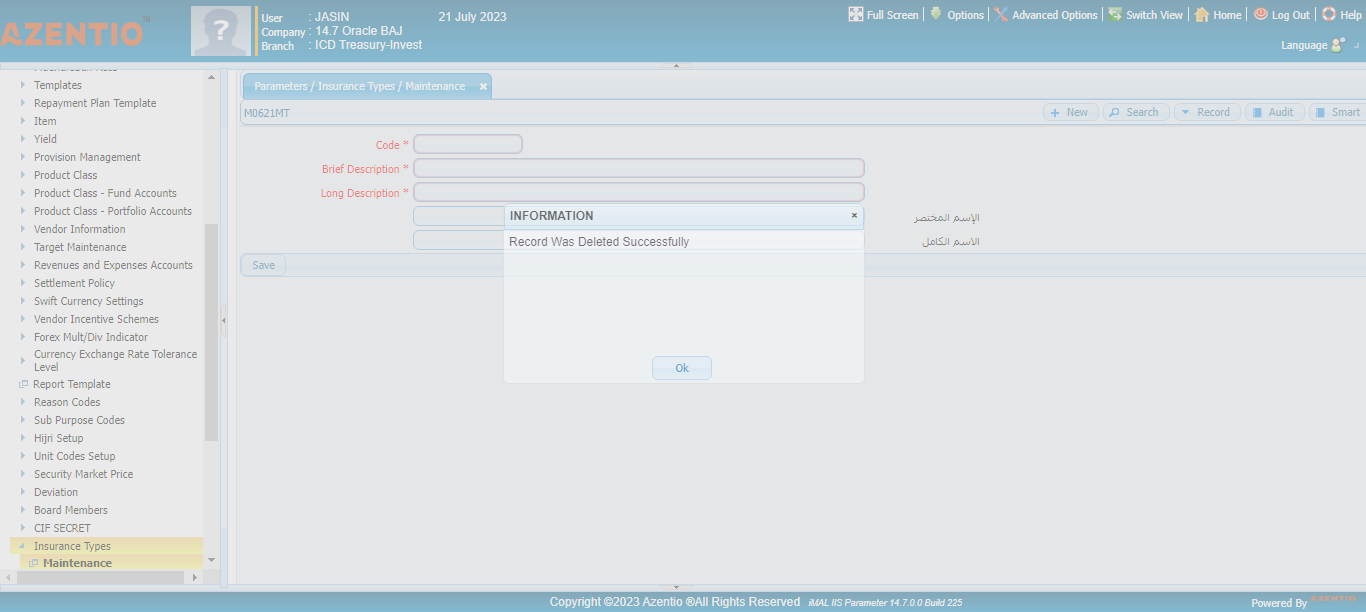 AZENTIO™
User : JASIN 21 July 2023
Company : 14.7 Oracle BAJ
Branch : ICD Treasury-Invest
Full Screen Options Advanced Options Switch View Home Log Out Help
Language
Templates
Repayment Plan Template
Item
Yield
Provision Management
Product Class
Product Class - Fund Accounts
Product Class - Portfolio Accounts
Vendor Information
Target Maintenance
Revenues and Expenses Accounts
Settlement Policy
Swift Currency Settings
Vendor Incentive Schemes
Forex Mult/Div Indicator
Currency Exchange Rate Tolerance
Level
Report Template
Reason Codes
Sub Purpose Codes
Hijri Setup
Unit Codes Setup
Security Market Price
Deviation
Board Members
CIF SECRET
Insurance Types
Maintenance
Parameters / Insurance Types / Maintenance
M0621MT
New Search Record Audit Smart
Code *
Brief Description *
Long Description *
الإسم المختصر
الاسم الكامل
Save
INFORMATION
Record Was Deleted Successfully
Ok
Copyright ©2023 Azentio ®All Rights Reserved iMAL IIS Parameter 14.7.0.0 Build 225
Powered By AZENTIO